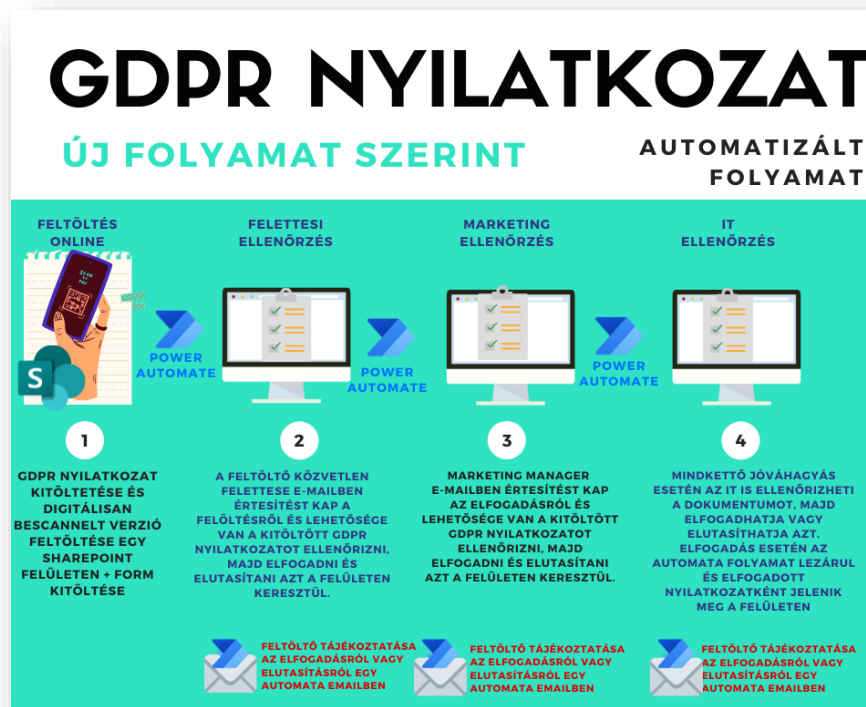 GDPR NYILATKOZAT
ÚJ FOLYAMAT SZERINT
AUTOMATIZÁLT
FOLYAMAT
FELTÖLTÉS
ONLINE
S
POWER
AUTOMATE
1
GDPR NYILATKOZAT
KITÖLTETÉSE ÉS
DIGITÁLISAN
BESCANNELT VERZIÓ
FELTÖLTÉSE EGY
SHAREPOINT
FELÜLETEN + FORM
KITÖLTÉSE
FELETTESI
ELLENŐRZÉS
POWER
AUTOMATE
2
A FELTÖLTŐ KÖZVETLEN
FELETTESE E-MAILBEN
ÉRTESÍTÉST KAP A
FELÖLTÉSRŐL ÉS LEHETŐSÉGE
VAN A KITÖLTÖTT GDPR
NYILATKOZATOT ELLENŐRIZNI,
MAJD ELFOGADNI ÉS
ELUTASÍTANI AZT A FELÜLETEN
KERESZTÜL.
FELTÖLTŐ TÁJÉKOZTATÁSA
AZ ELFOGADÁSRÓL VAGY
ELUTASÍTÁSRÓL EGY
AUTOMATA EMAILBEN
MARKETING
ELLENŐRZÉS
POWER
AUTOMATE
3
MARKETING MANAGER
E-MAILBEN ÉRTESÍTÉST KAP
AZ ELFOGADÁSRÓL ÉS
LEHETŐSÉGE VAN A KITÖLTÖTT
GDPR NYILATKOZATOT
ELLENŐRIZNI, MAJD
ELFOGADNI ÉS ELUTASÍTANI
AZT A FELÜLETEN KERESZTÜL.
FELTÖLTŐ TÁJÉKOZTATÁSA
AZ ELFOGADÁSRÓL VAGY
ELUTASÍTÁSRÓL EGY
AUTOMATA EMAILBEN
IT
ELLENŐRZÉS
4
MINDKETTŐ JÓVÁHAGYÁS
ESETÉN AZ IT IS ELLENŐRIZHETI
A DOKUMENTUMOT, MAJD
ELFOGADHATJA VAGY
ELUTASÍTHATJA AZT.
ELFOGADÁS ESETÉN AZ
AUTOMATA FOLYAMAT LEZÁRUL
ÉS ELFOGADOTT
NYILATKOZATKÉNT JELENIK
MEG A FELÜLETEN
FELTÖLTŐ TÁJÉKOZTATÁSA
AZ ELFOGADÁSRÓL VAGY
ELUTASÍTÁSRÓL EGY
AUTOMATA EMAILBEN